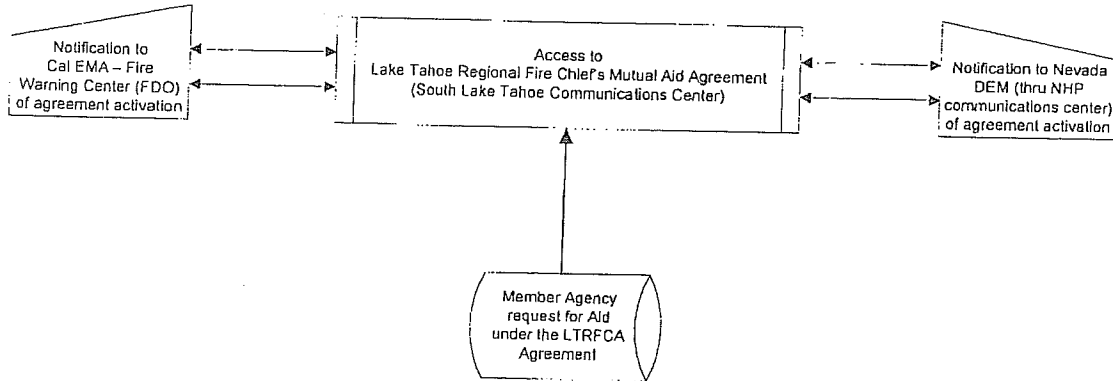 Notification to
Cal EMA – Fire
Warning Center (FDO)
of agreement activation
Access to
Lake Tahoe Regional Fire Chief's Mutual Aid Agreement
(South Lake Tahoe Communications Center)
Notification to Nevada
DEM (thru NHP
communications center)
of agreement activation
Member Agency
request for Aid
under the LTRFCA
Agreement